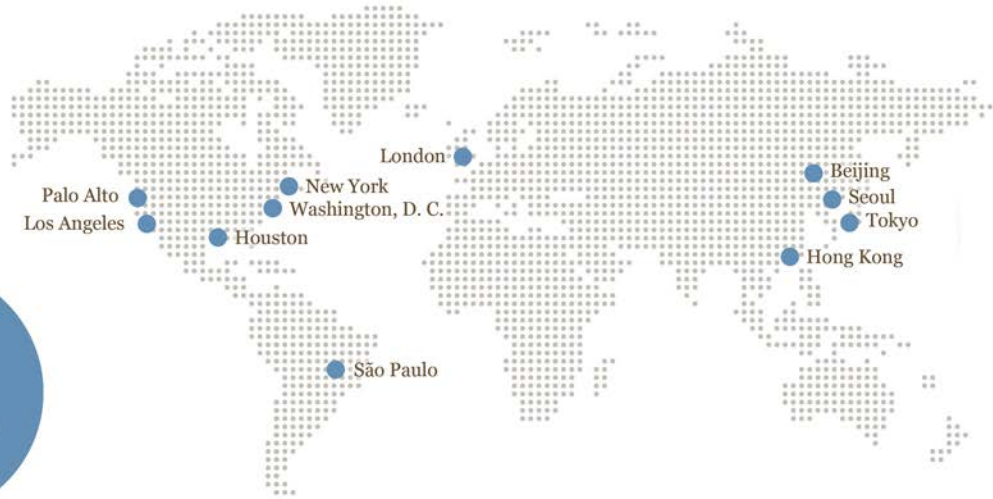 London
Beijing
Palo Alto
New York
Seoul
Washington, D. C.
Los Angeles
Tokyo
Houston
Hong Kong
São Paulo